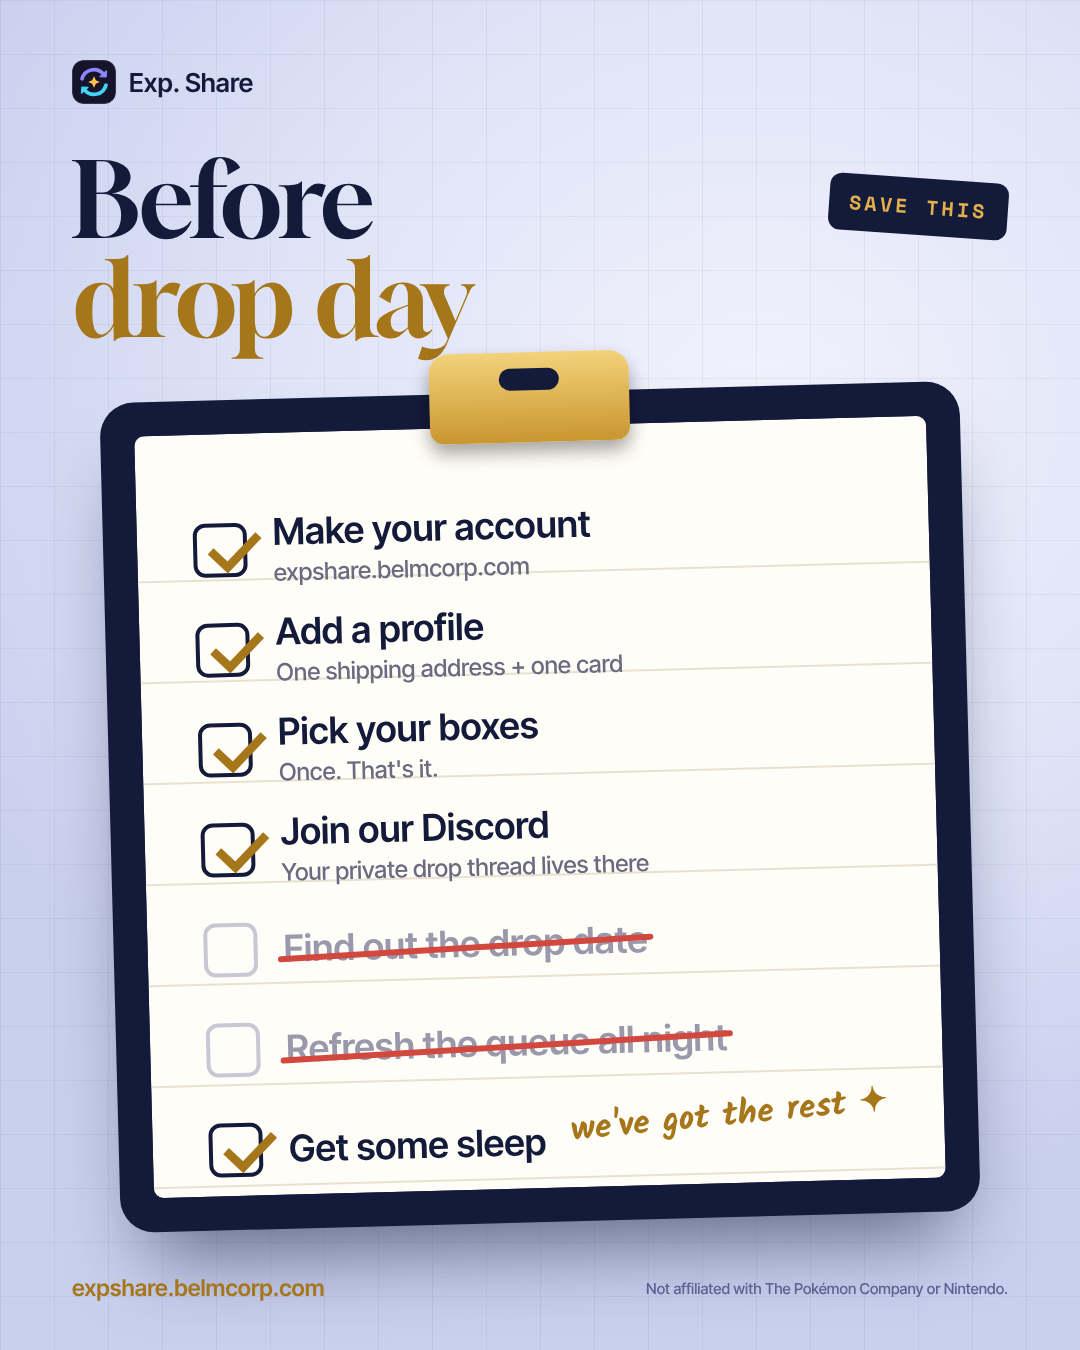 Exp. Share
Before
drop day
SAVE THIS
Make your account
expshare.belmcorp.com
Add a profile
One shipping address + one card
Pick your boxes
Once. That's it.
Join our Discord
Your private drop thread lives there
Find out the drop date
Refresh the queue all night
we've got the rest ✦
Get some sleep
expshare.belmcorp.com
Not affiliated with The Pokémon Company or Nintendo.